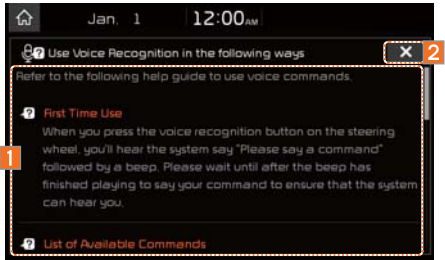 Jan. 1 12:00AM
Use Voice Recognition in the following ways
2
Refer to the following help guide to use voice commands.
First Time Use
When you press the voice recognition button on the steering
wheel, you'll hear the system say "Please say a command"
1
followed by a beep. Please wait until after the beep has
finished playing to say your command to ensure that the system
can hear you.
List of Available Commands